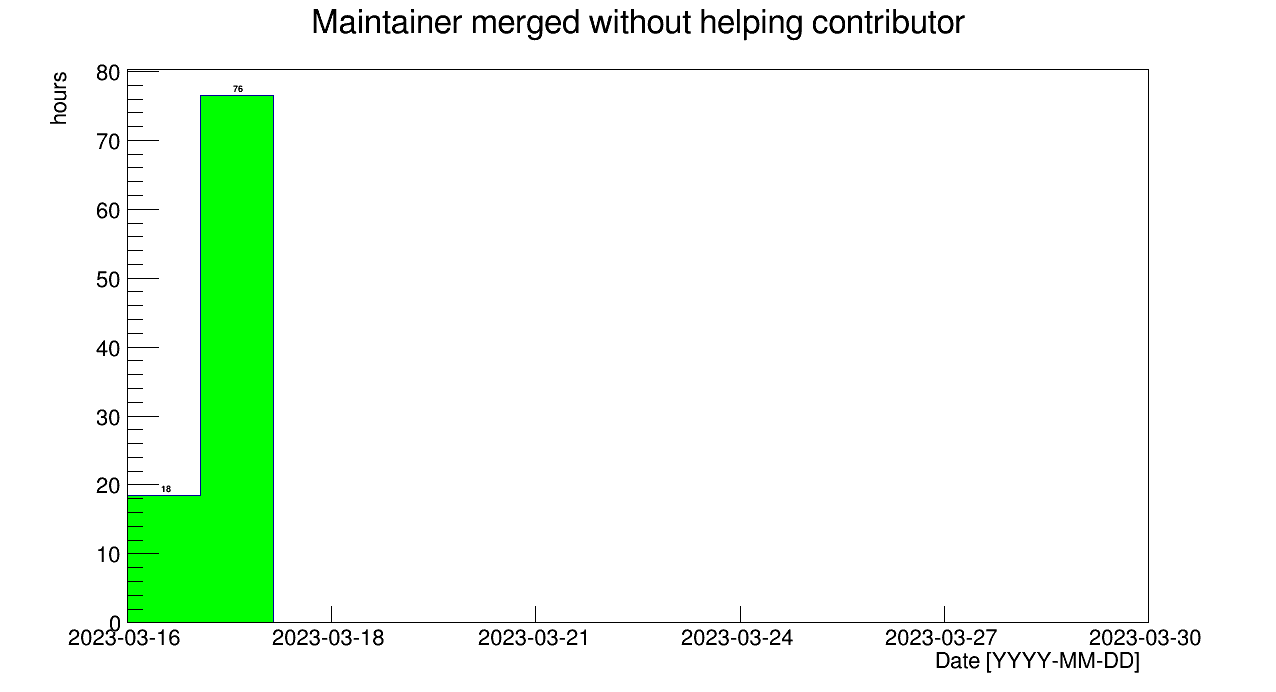 Maintainer merged without helping contributor
hours
80
70
60
50
40
30
20
10
0
76
18
2023-03-16 2023-03-18 2023-03-21 2023-03-24 2023-03-27 2023-03-30
Date [YYYY-MM-DD]